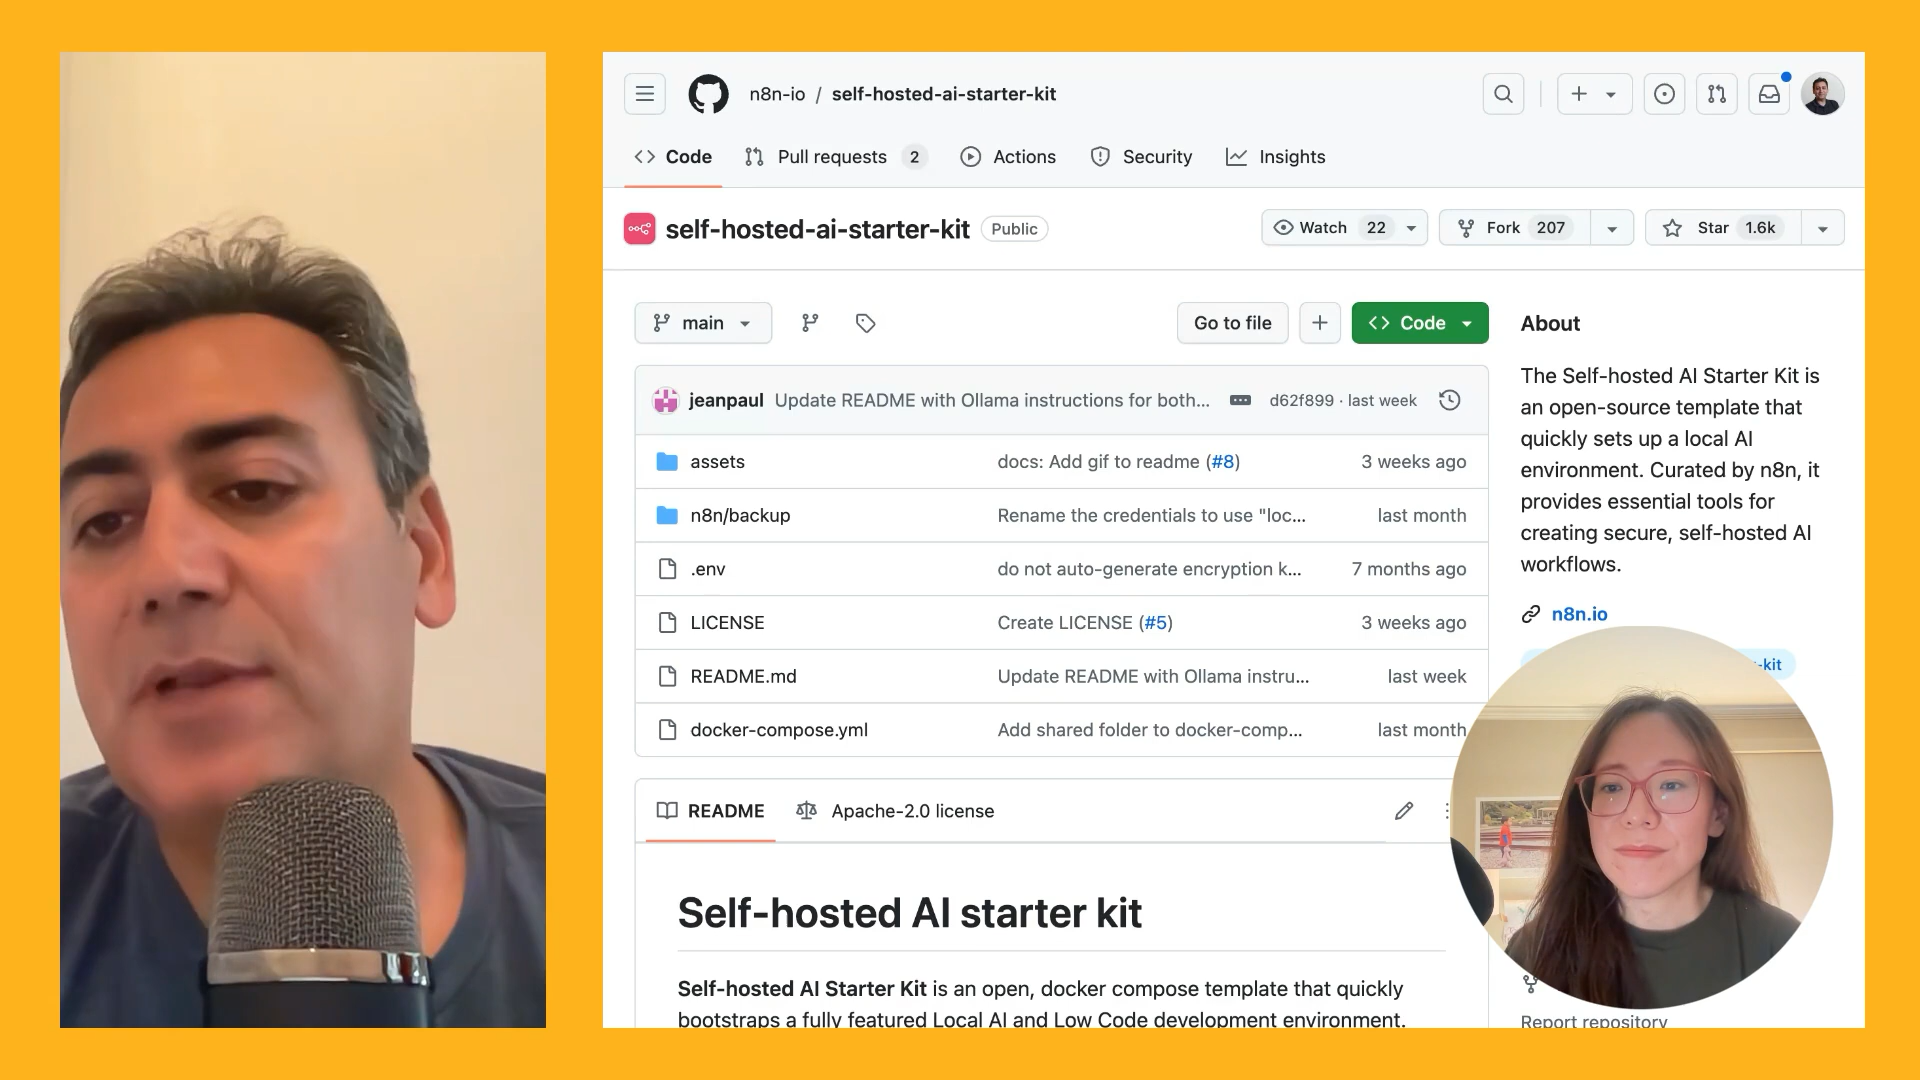 n8n-io / self-hosted-ai-starter-kit
Code
Pull requests 2
Actions
Security
Insights
self-hosted-ai-starter-kit Public
Watch 22
Fork 207
Star 1.6k
main
Go to file
Code
jeanpaul Update README with Ollama instructions for both... d62f899 · last week
assets docs: Add gif to readme (#8) 3 weeks ago
n8n/backup Rename the credentials to use "loc... last month
.env do not auto-generate encryption k... 7 months ago
LICENSE Create LICENSE (#5) 3 weeks ago
README.md Update README with Ollama instru... last week
docker-compose.yml Add shared folder to docker-comp... last month
README
Apache-2.0 license
Self-hosted AI starter kit
Self-hosted AI Starter Kit is an open, docker compose template that quickly
bootstraps a fully featured Local AI and Low Code development environment.
About
The Self-hosted AI Starter Kit is
an open-source template that
quickly sets up a local AI
environment. Curated by n8n, it
provides essential tools for
creating secure, self-hosted AI
workflows.
n8n.io
-kit
Report repository